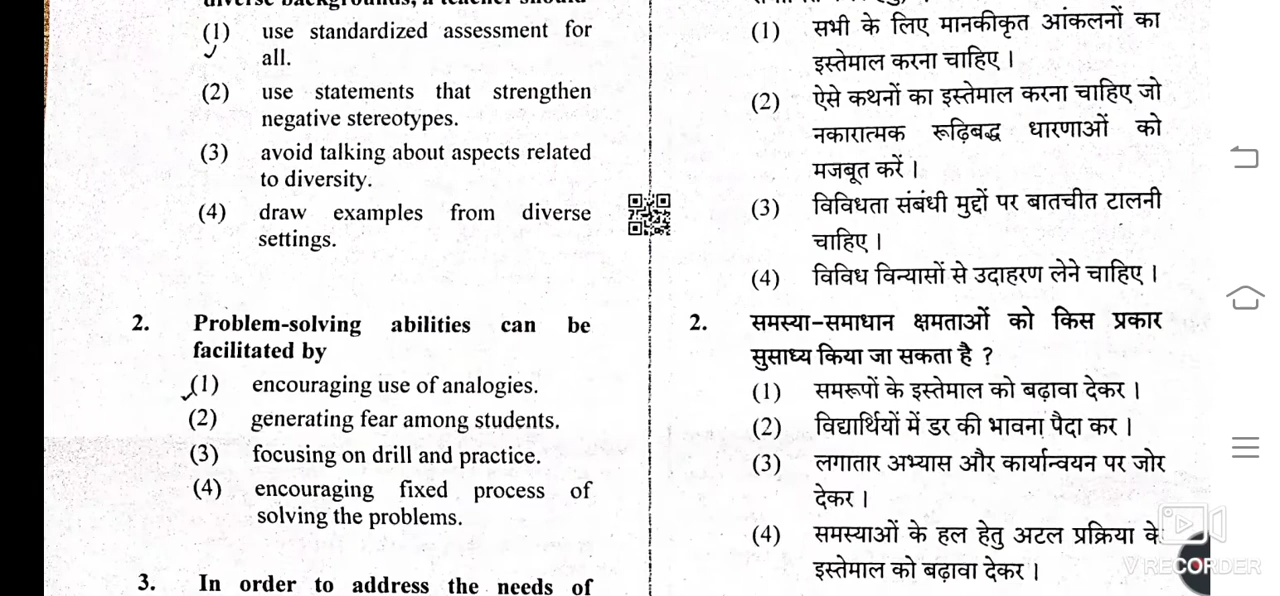 diverse backgrounds, a teacher should
(1) use standardized assessment for
all.
(2) use statements that strengthen
negative stereotypes.
(3) avoid talking about aspects related
to diversity.
(4) draw examples from diverse
settings.
2. Problem-solving abilities can be
facilitated by
(1) encouraging use of analogies.
(2) generating fear among students.
(3) focusing on drill and practice.
(4) encouraging fixed process of
solving the problems.
3. In order to address the needs of
(1) सभी के लिए मानकीकृत आंकलनों का
इस्तेमाल करना चाहिए ।
(2) ऐसे कथनों का इस्तेमाल करना चाहिए जो
नकारात्मक रूढ़िबद्ध धारणाओं को
मजबूत करें ।
(3) विविधता संबंधी मुद्दों पर बातचीत टालनी
चाहिए ।
(4) विविध विन्यासों से उदाहरण लेने चाहिए ।
2. समस्या-समाधान क्षमताओं को किस प्रकार
सुसाध्य किया जा सकता है ?
(1) समरूपों के इस्तेमाल को बढ़ावा देकर ।
(2) विद्यार्थियों में डर की भावना पैदा कर ।
(3) लगातार अभ्यास और कार्यान्वयन पर जोर
देकर ।
(4) समस्याओं के हल हेतु अटल प्रक्रिया के
इस्तेमाल को बढ़ावा देकर ।
V RECORDER